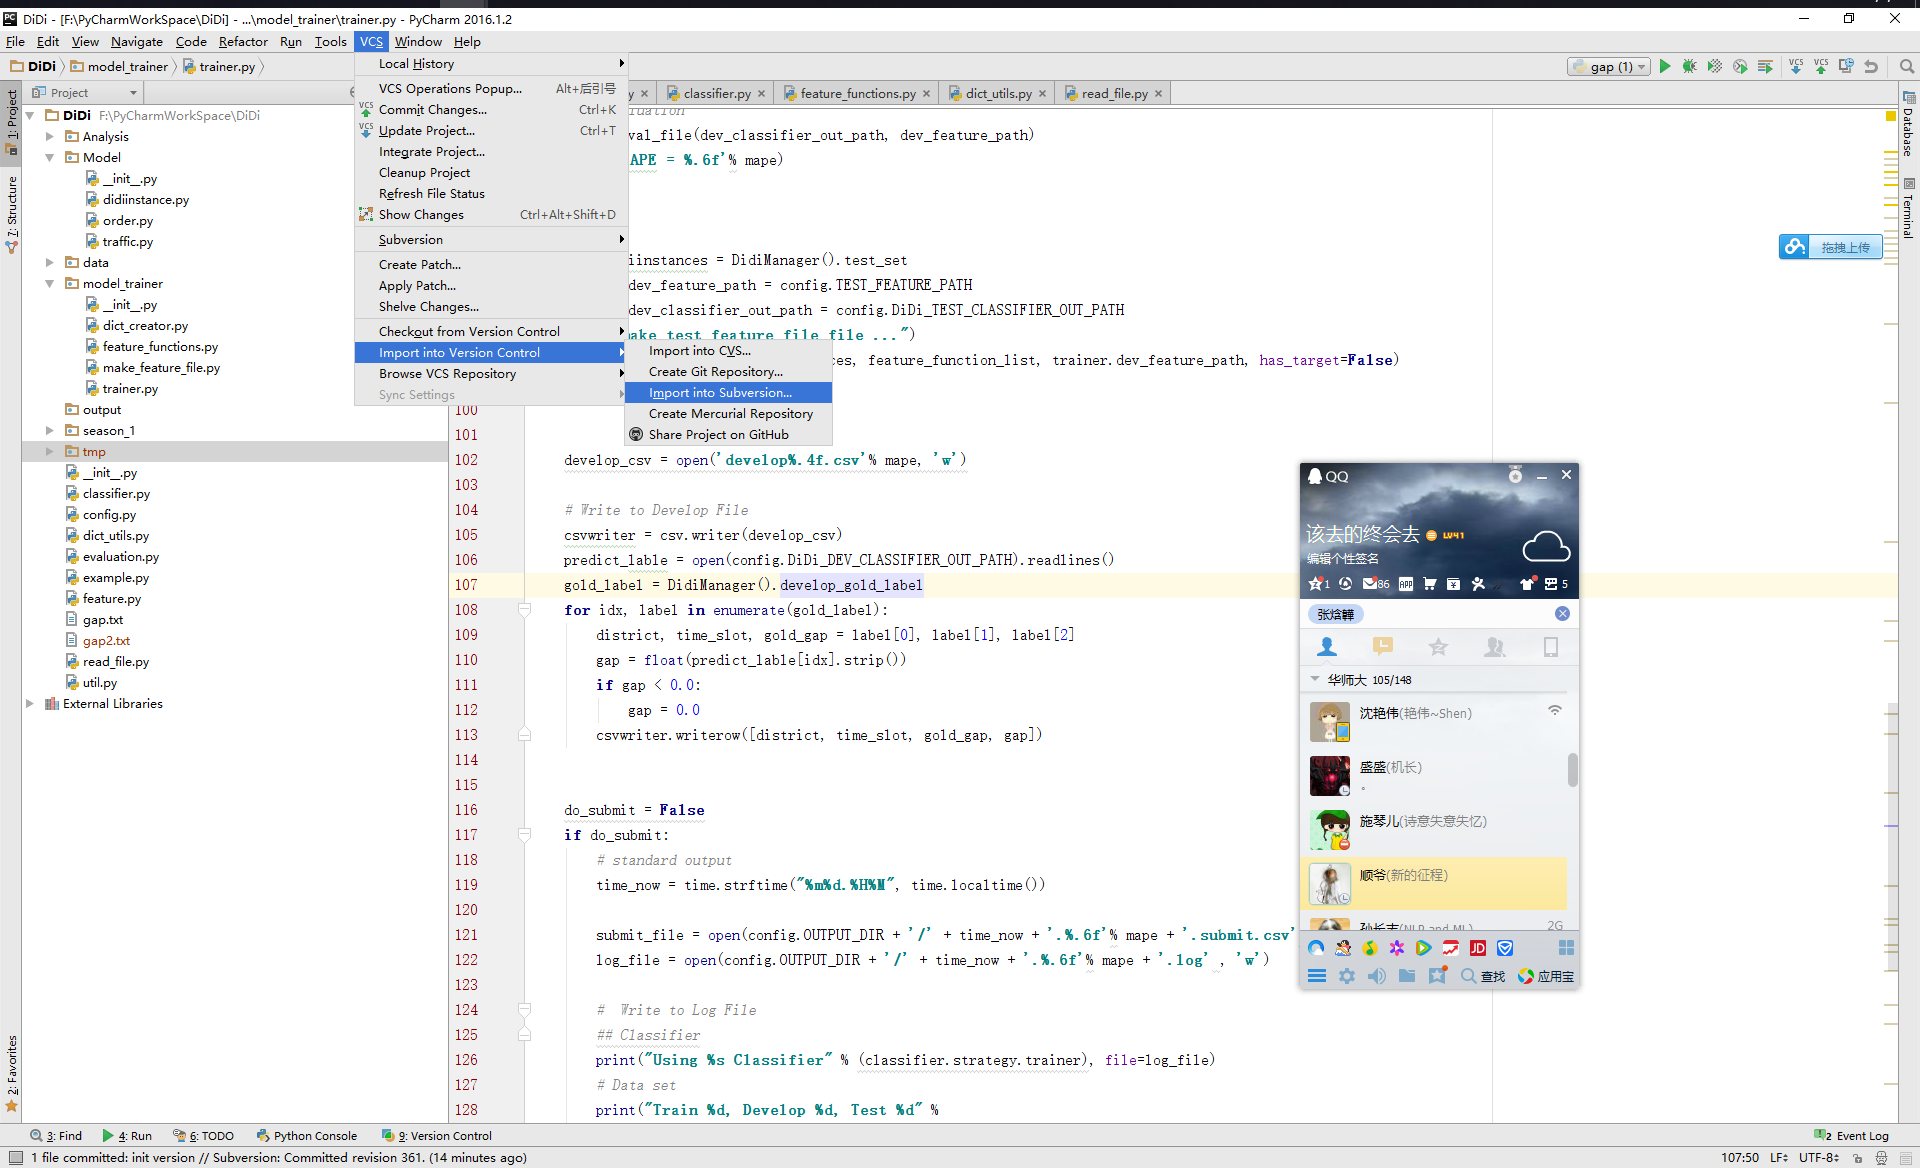 DiDi - [F:\PyCharmWorkSpace\DiDi] - ...\model_trainer\trainer.py - PyCharm 2016.1.2
File Edit View Navigate Code Refactor Run Tools VCS Window Help
DiDi model_trainer trainer.py
gap (1)
VCS VCS
Project
y classifier.py feature_functions.py dict_utils.py read_file.py
1: Project
7: Structure
2: Favorites
Database
Terminal
DiDi F:\PyCharmWorkSpace\DiDi
Analysis
Model
__init__.py
didiinstance.py
order.py
traffic.py
data
model_trainer
__init__.py
dict_creator.py
feature_functions.py
make_feature_file.py
trainer.py
output
season_1
tmp
__init__.py
classifier.py
config.py
dict_utils.py
evaluation.py
example.py
feature.py
gap.txt
gap2.txt
read_file.py
util.py
External Libraries
Local History
VCS Operations Popup... Alt+后引号
VCS Commit Changes... Ctrl+K
VCS Update Project... Ctrl+T
Integrate Project...
Cleanup Project
Refresh File Status
Show Changes Ctrl+Alt+Shift+D
Subversion
Create Patch...
Apply Patch...
Shelve Changes...
Checkout from Version Control
Import into Version Control
Browse VCS Repository
Sync Settings
Import into CVS...
Create Git Repository...
Import into Subversion...
Create Mercurial Repository
Share Project on GitHub
luation
val_file(dev_classifier_out_path, dev_feature_path)
APE = %.6f'% mape)
iinstances = DidiManager().test_set
dev_feature_path = config.TEST_FEATURE_PATH
dev_classifier_out_path = config.DiDi_TEST_CLASSIFIER_OUT_PATH
ake test feature file file ...")
ces, feature_function_list, trainer.dev_feature_path, has_target=False)
100
101
102 develop_csv = open('develop%.4f.csv'% mape, 'w')
103
104 # Write to Develop File
105 csvwriter = csv.writer(develop_csv)
106 predict_lable = open(config.DiDi_DEV_CLASSIFIER_OUT_PATH).readlines()
107 gold_label = DidiManager().develop_gold_label
108 for idx, label in enumerate(gold_label):
109 district, time_slot, gold_gap = label[0], label[1], label[2]
110 gap = float(predict_lable[idx].strip())
111 if gap < 0.0:
112 gap = 0.0
113 csvwriter.writerow([district, time_slot, gold_gap, gap])
114
115
116 do_submit = False
117 if do_submit:
118 # standard output
119 time_now = time.strftime("%m%d.%H%M", time.localtime())
120
121 submit_file = open(config.OUTPUT_DIR + '/' + time_now + '.%.6f'% mape + '.submit.csv'
122 log_file = open(config.OUTPUT_DIR + '/' + time_now + '.%.6f'% mape + '.log' , 'w')
123
124 # Write to Log File
125 ## Classifier
126 print("Using %s Classifier" % (classifier.strategy.trainer), file=log_file)
127 # Data set
128 print("Train %d, Develop %d, Test %d" %
拖拽上传
QQ
该去的终会去 LV41
编辑个性签名
1 86 APP 5
华师大 105/148
沈艳伟(艳伟~Shen)
盛盛(机长)
。
施琴儿(诗意失意失忆)
顺爷(新的征程)
孙长志(NLP and ML) 2G
JD
查找 应用宝
3: Find 4: Run 6: TODO Python Console 9: Version Control 2 Event Log
1 file committed: init version // Subversion: Committed revision 361. (14 minutes ago) 107:50 LF UTF-8